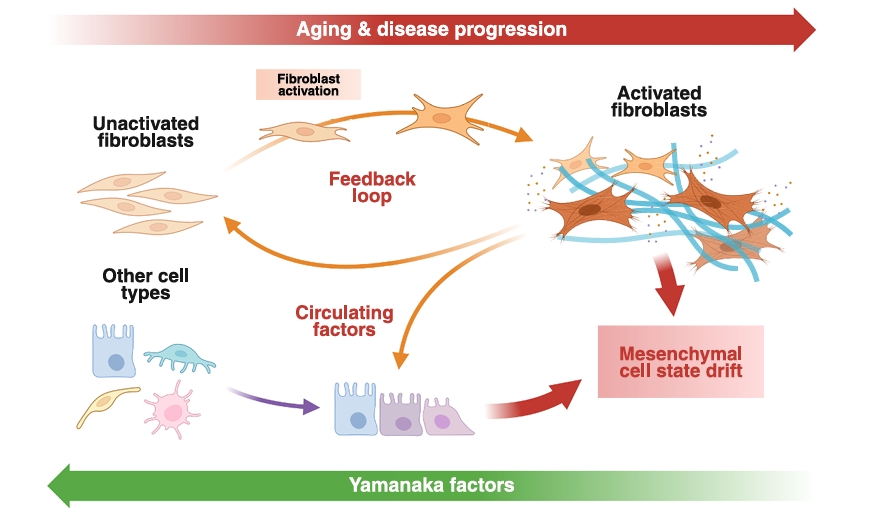 Aging & disease progression
Fibroblast
activation
Unactivated
fibroblasts
Activated
fibroblasts
Feedback
loop
Other cell
types
Circulating
factors
Mesenchymal
cell state drift
Yamanaka factors